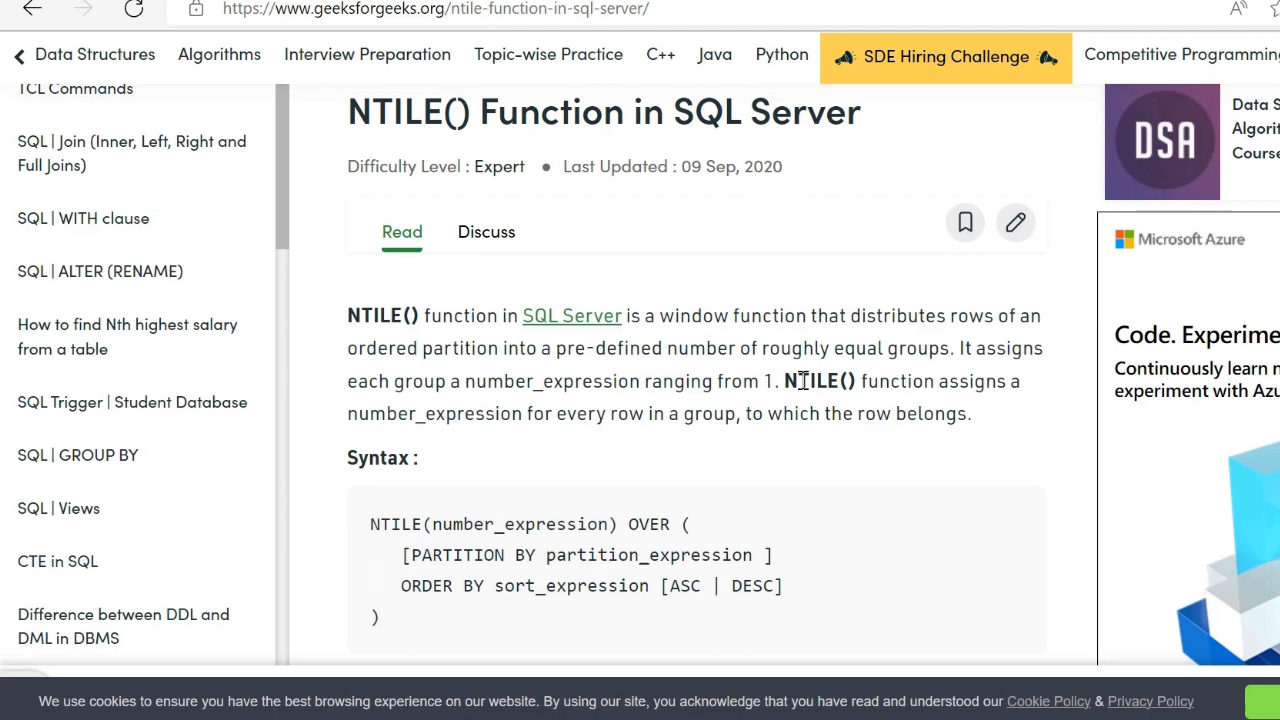 https://www.geeksforgeeks.org/ntile-function-in-sql-server/
Data Structures Algorithms Interview Preparation Topic-wise Practice C++ Java Python SDE Hiring Challenge Competitive Programming
TCL Commands
SQL | Join (Inner, Left, Right and
Full Joins)
SQL | WITH clause
SQL | ALTER (RENAME)
How to find Nth highest salary
from a table
SQL Trigger | Student Database
SQL | GROUP BY
SQL | Views
CTE in SQL
Difference between DDL and
DML in DBMS
NTILE() Function in SQL Server
Difficulty Level : Expert • Last Updated : 09 Sep, 2020
Read Discuss
NTILE() function in SQL Server is a window function that distributes rows of an
ordered partition into a pre-defined number of roughly equal groups. It assigns
each group a number_expression ranging from 1. NTILE() function assigns a
number_expression for every row in a group, to which the row belongs.
Syntax :
NTILE(number_expression) OVER (
[PARTITION BY partition_expression ]
ORDER BY sort_expression [ASC | DESC]
)
DSA
Data S
Algorit
Course
Microsoft Azure
Code. Experime
Continuously learn n
experiment with Azu
We use cookies to ensure you have the best browsing experience on our website. By using our site, you acknowledge that you have read and understood our Cookie Policy & Privacy Policy